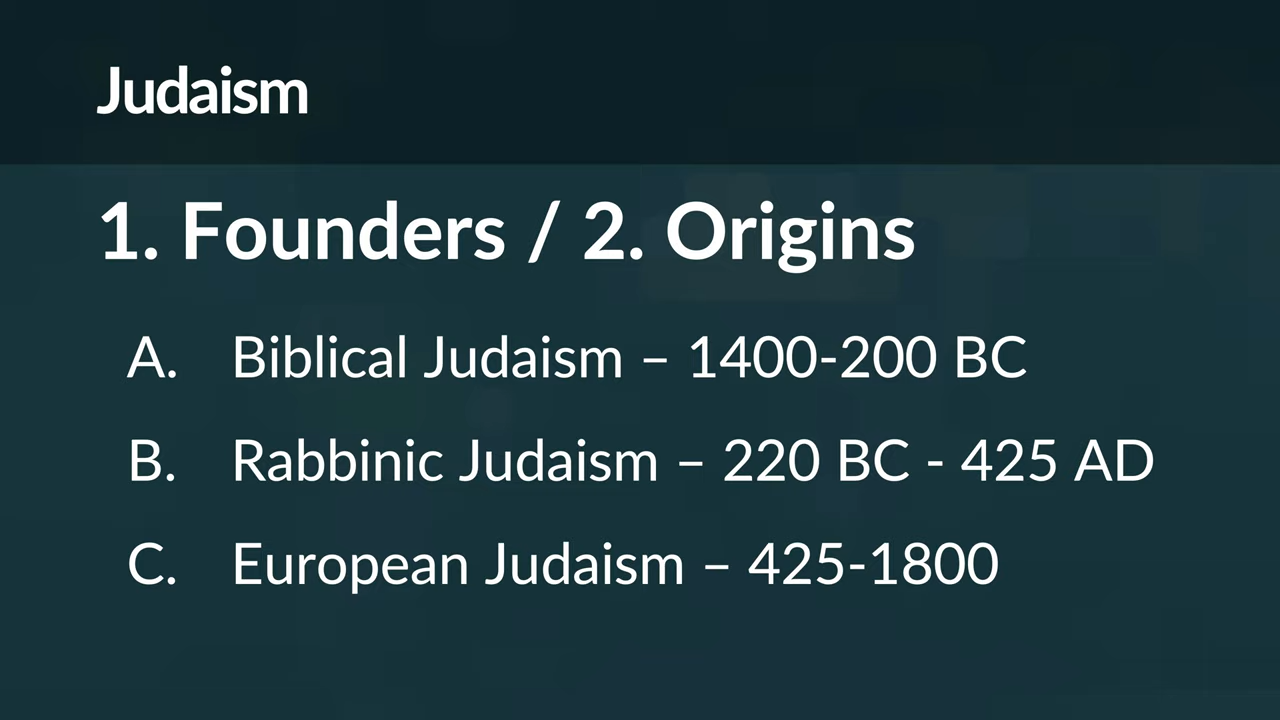 Judaism
1. Founders / 2. Origins
A. Biblical Judaism – 1400-200 BC
B. Rabbinic Judaism – 220 BC - 425 AD
C. European Judaism – 425-1800